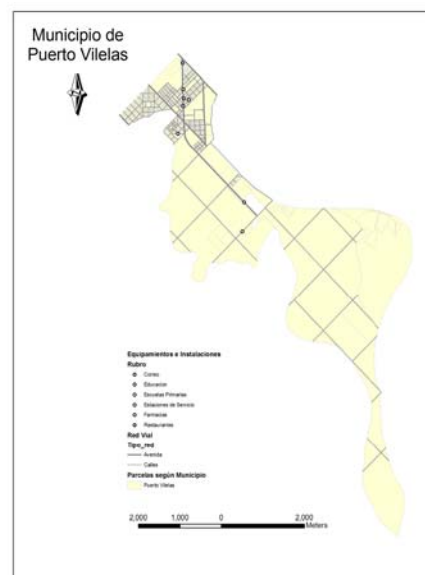 Municipio de
Puerto Vilelas
Equipamientos e Instalaciones
Rubro
Correo
Educacion
Escuelas Primarias
Estaciones de Servicio
Farmacias
Restaurantes
Red Vial
Tipo_red
Avenida
Calles
Parcelas según Municipio
Puerto Vilelas
2,000 1,000 0 2,000
Meters